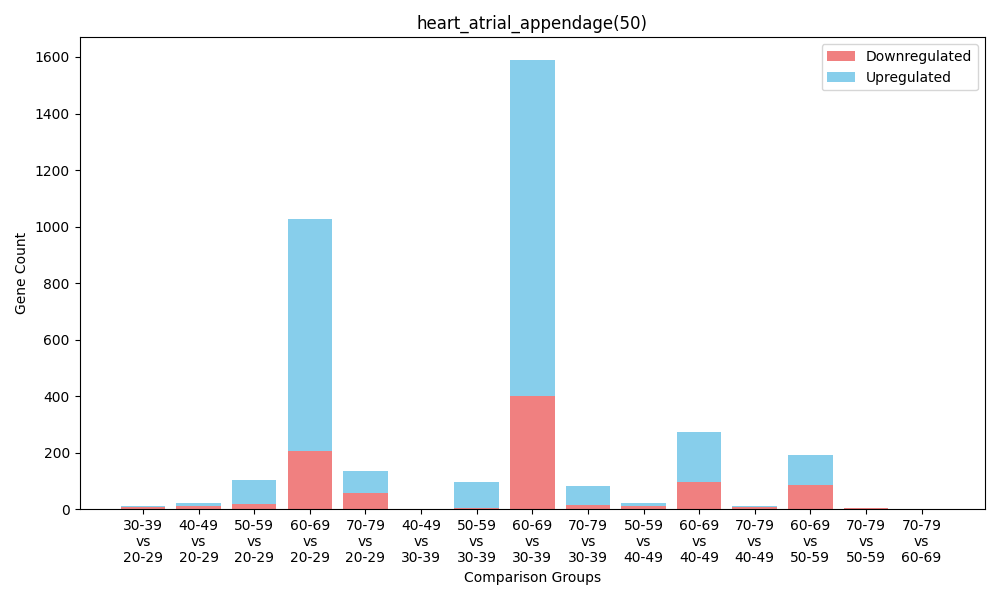 heart_atrial_appendage(50)
Downregulated
Upregulated
Gene Count
1600
1400
1200
1000
800
600
400
200
0
30-39
vs
20-29
40-49
vs
20-29
50-59
vs
20-29
60-69
vs
20-29
70-79
vs
20-29
40-49
vs
30-39
50-59
vs
30-39
60-69
vs
30-39
70-79
vs
30-39
50-59
vs
40-49
60-69
vs
40-49
70-79
vs
40-49
60-69
vs
50-59
70-79
vs
50-59
70-79
vs
60-69
Comparison Groups